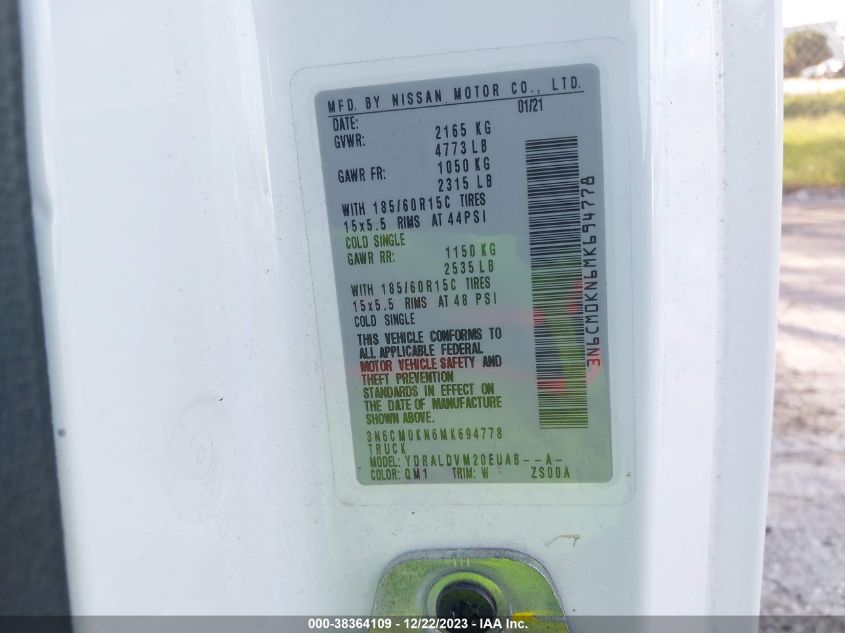 MFD. BY NISSAN MOTOR CO., LTD.
DATE: 01/21
GVWR: 2165 KG
4773 LB
GAWR FR: 1050 KG
2315 LB
WITH 185/60R15C TIRES
15x5.5 RIMS AT 44PSI
COLD SINGLE
GAWR RR: 1150 KG
2535 LB
WITH 185/60R15C TIRES
15x5.5 RIMS AT 48 PSI
COLD SINGLE
THIS VEHICLE CONFORMS TO
ALL APPLICABLE FEDERAL
MOTOR VEHICLE SAFETY AND
THEFT PREVENTION
STANDARDS IN EFFECT ON
THE DATE OF MANUFACTURE
SHOWN ABOVE.
3N6CM0KN6MK694778
TRUCK
MODEL: YDRALDVM20EUAB--A-
COLOR: QM1 TRIM: W ZS00A
3N6CM0KN6MK694778
000-38364109 - 12/22/2023 - IAA Inc.